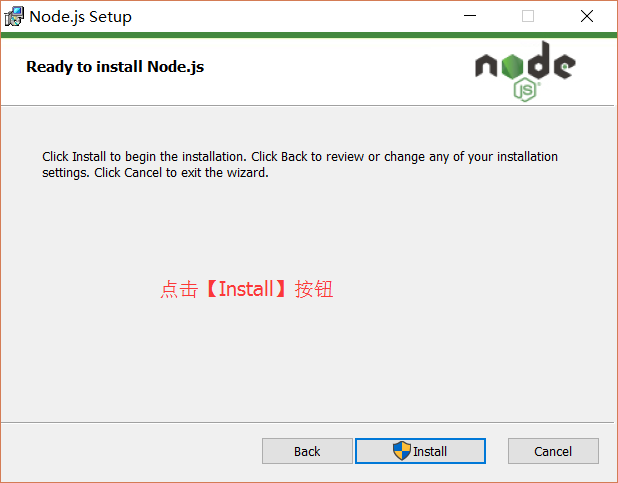 Node.js Setup
Ready to install Node.js
node
JS
Click Install to begin the installation. Click Back to review or change any of your installation
settings. Click Cancel to exit the wizard.
点击【Install】按钮
Back
Install
Cancel